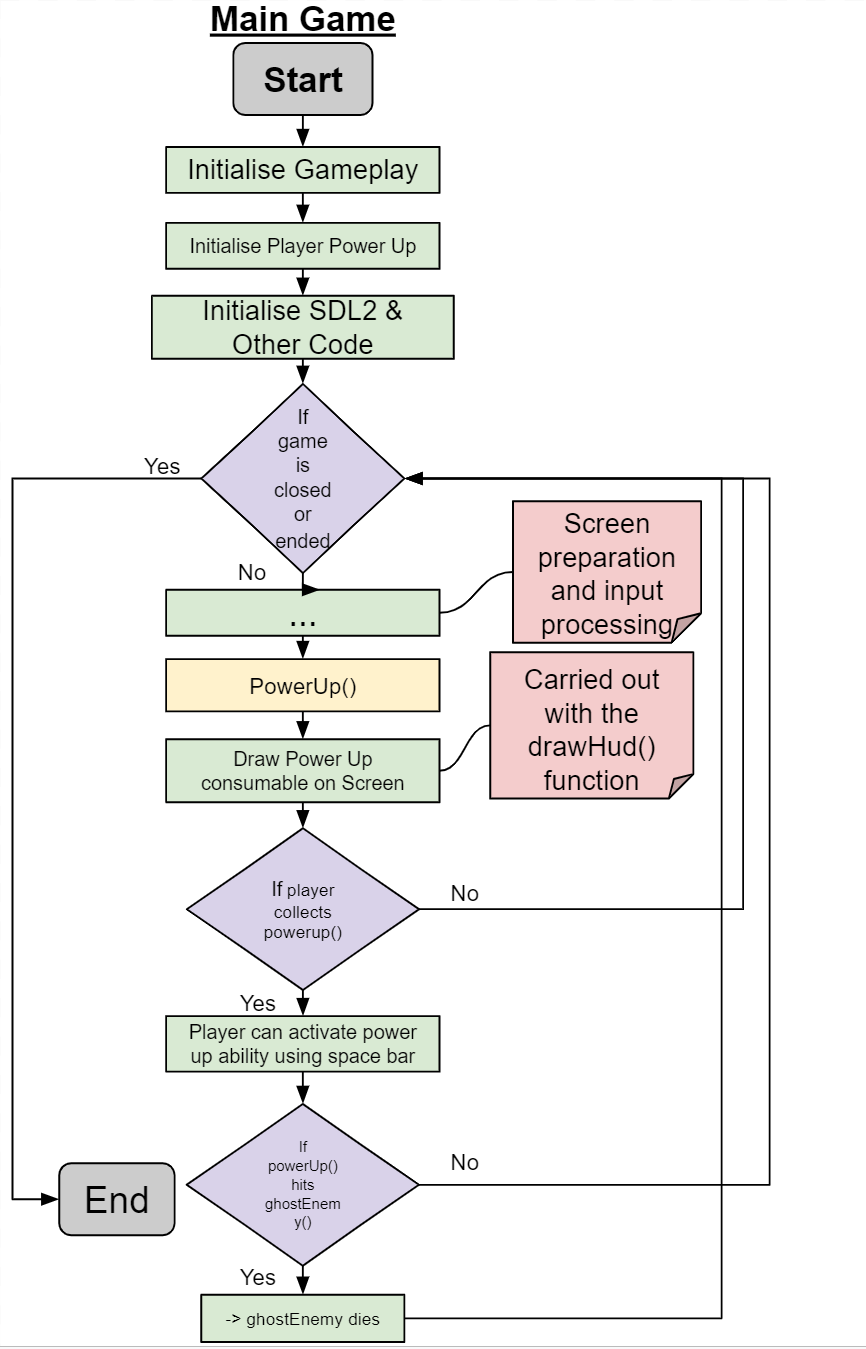 Main Game
Start
Initialise Gameplay
Initialise Player Power Up
Initialise SDL2 &
Other Code
If
game
is
closed
or
ended
Yes
No
...
Screen
preparation
and input
processing
PowerUp()
Draw Power Up
consumable on Screen
Carried out
with the
drawHud()
function
If player
collects
powerup()
No
Yes
Player can activate power
up ability using space bar
If
powerUp()
hits
ghostEnem
y()
No
Yes
End
-> ghostEnemy dies